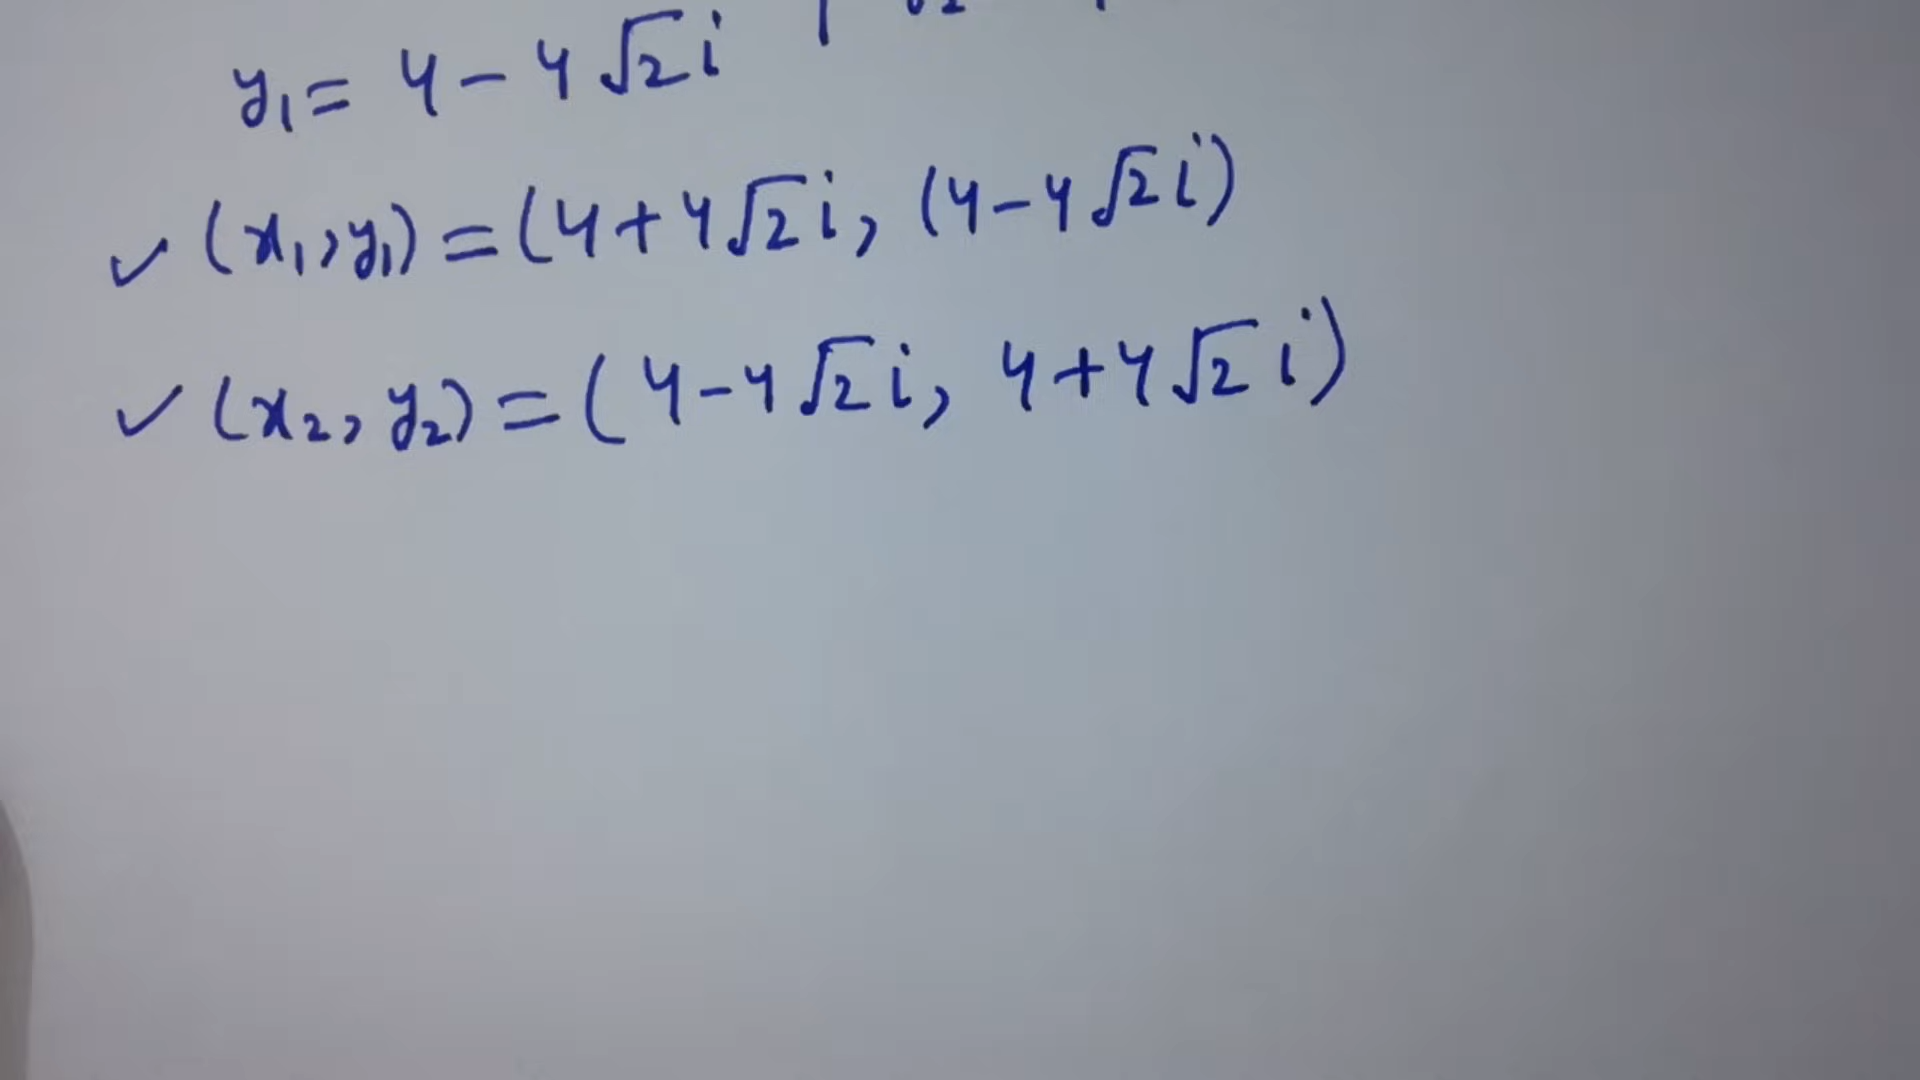 y₁ = 4 - 4√2 i
✓ (x₁, y₁) = (4 + 4√2 i, (4 - 4√2 i)
✓ (x₂, y₂) = (4 - 4√2 i, 4 + 4√2 i)